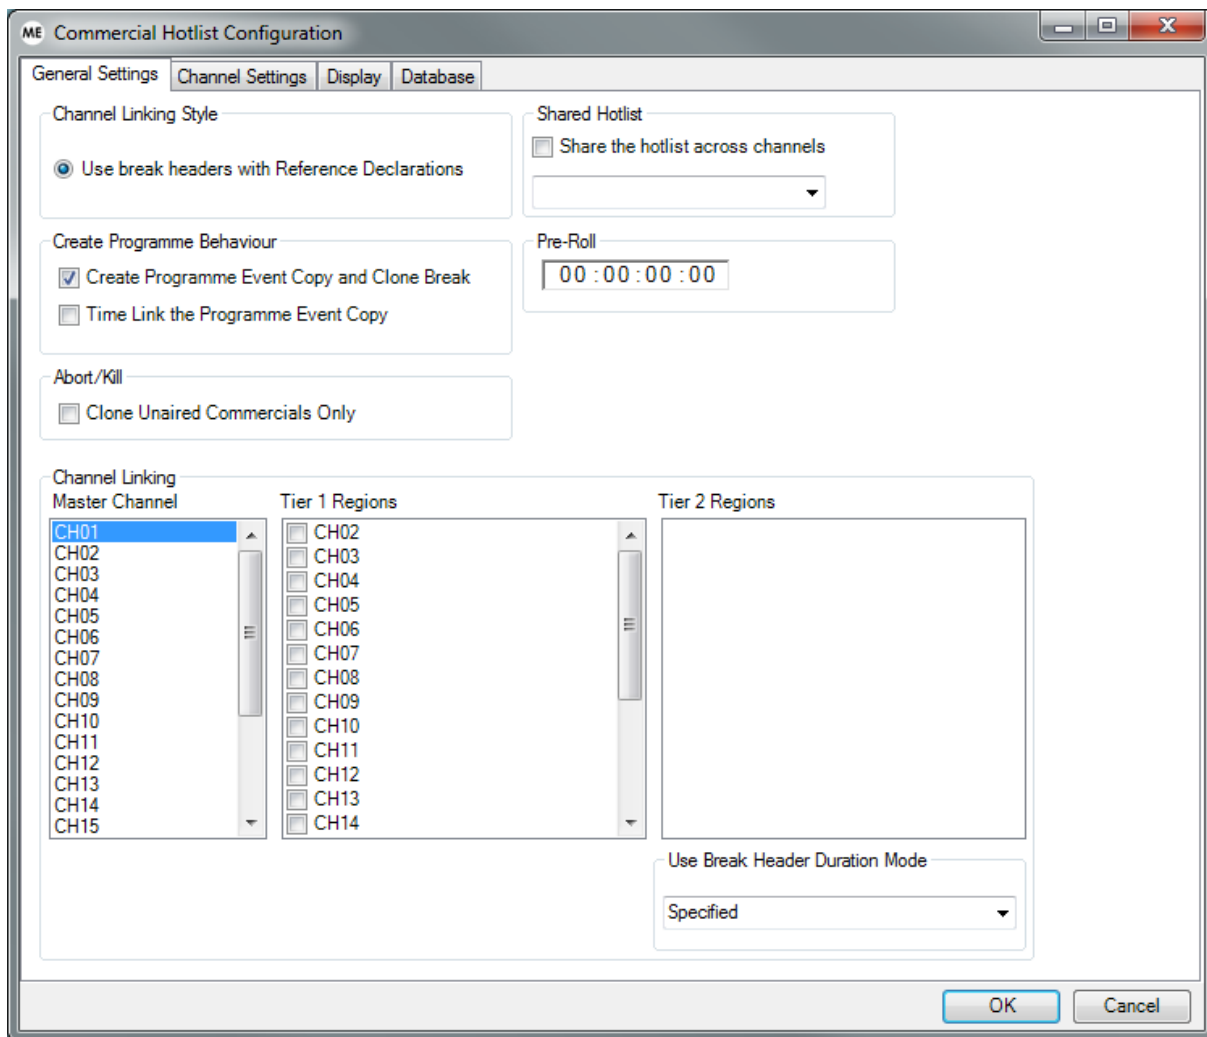 ME Commercial Hotlist Configuration
General Settings Channel Settings Display Database
Channel Linking Style
Use break headers with Reference Declarations
Shared Hotlist
Share the hotlist across channels
Create Programme Behaviour
Create Programme Event Copy and Clone Break
Time Link the Programme Event Copy
Pre-Roll
00:00:00:00
Abort/Kill
Clone Unaired Commercials Only
Channel Linking
Master Channel
CH01
CH02
CH03
CH04
CH05
CH06
CH07
CH08
CH09
CH10
CH11
CH12
CH13
CH14
CH15
Tier 1 Regions
CH02
CH03
CH04
CH05
CH06
CH07
CH08
CH09
CH10
CH11
CH12
CH13
CH14
Tier 2 Regions
Use Break Header Duration Mode
Specified
OK
Cancel